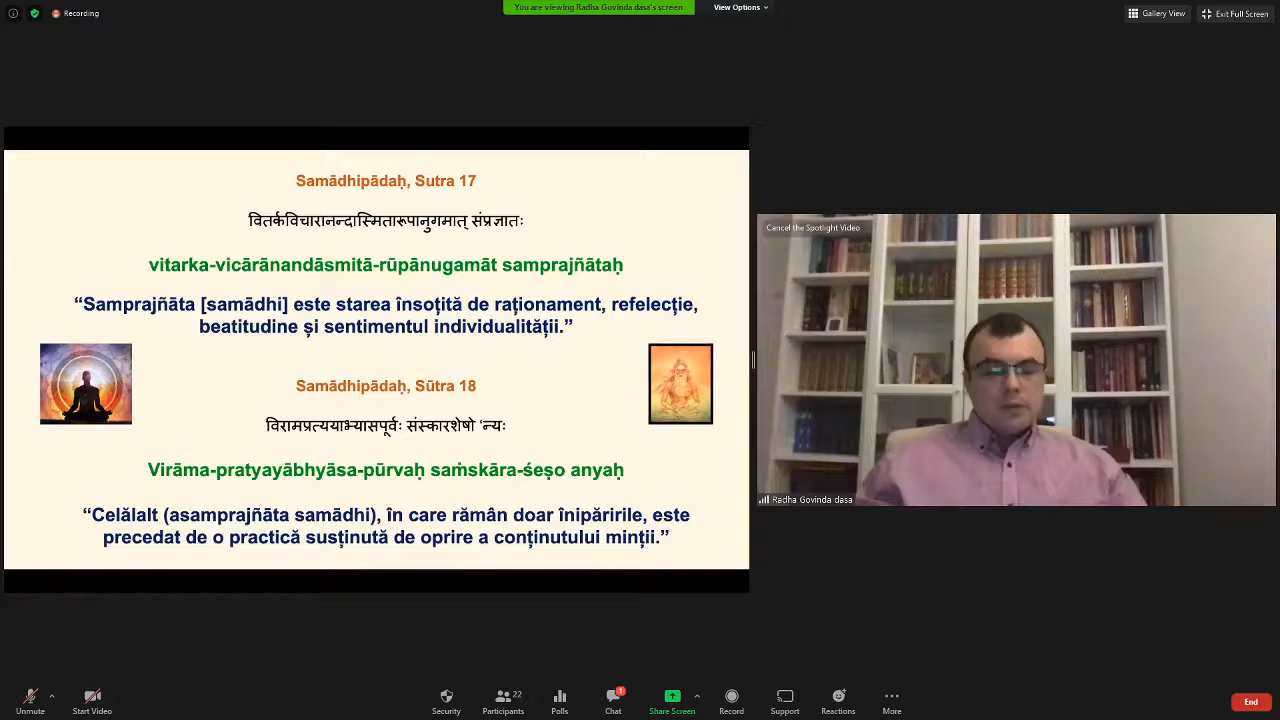 Recording
You are viewing Radha Govinda dasa's screen
View Options
Gallery View
Exit Full Screen
Samādhipādaḥ, Sutra 17
वितर्कविचारानन्दास्मितारूपानुगमात् संप्रज्ञातः
vitarka-vicārānandāsmitā-rūpānugamāt samprajñātaḥ
“Samprajñāta [samādhi] este starea însoțită de raționament, refelecție,
beatitudine și sentimentul individualității.”
Samādhipādaḥ, Sūtra 18
विरामप्रत्ययाभ्यासपूर्वः संस्कारशेषो ‘न्यः
Virāma-pratyayābhyāsa-pūrvaḥ saṁskāra-śeṣo anyaḥ
“Celălalt (asamprajñāta samādhi), în care rămân doar înipăririle, este
precedat de o practică susținută de oprire a conținutului minții.”
Cancel the Spotlight Video
Radha Govinda dasa
Unmute
Start Video
Security
Participants
22
Polls
Chat
1
Share Screen
Record
Support
Reactions
More
End